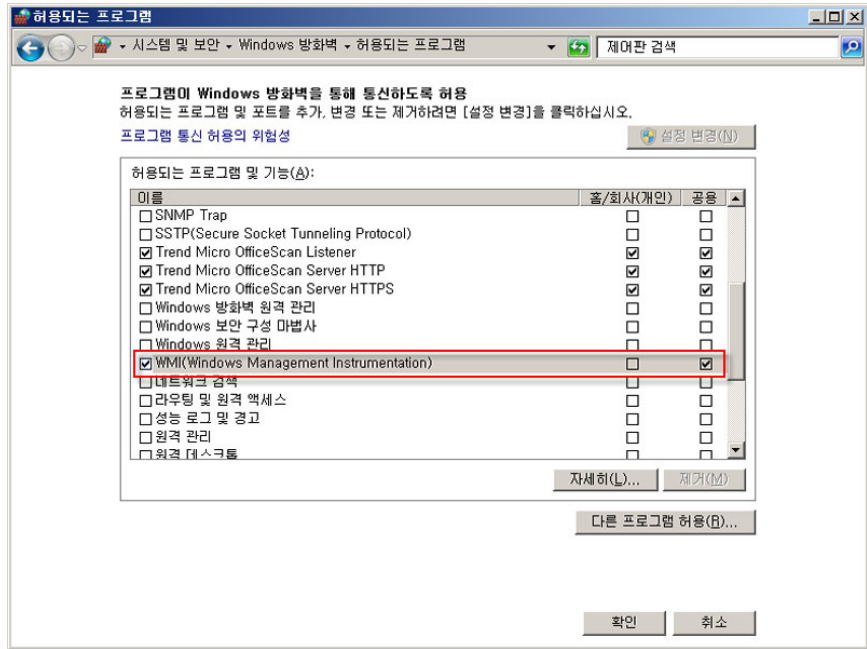 허용되는 프로그램
시스템 및 보안 Windows 방화벽 허용되는 프로그램 제어판 검색
프로그램이 Windows 방화벽을 통해 통신하도록 허용
허용되는 프로그램 및 포트를 추가, 변경 또는 제거하려면 [설정 변경]을 클릭하십시오.
프로그램 통신 허용의 위험성 설정 변경(N)
허용되는 프로그램 및 기능(A):
이름 홈/회사(개인) 공용
SNMP Trap
SSTP(Secure Socket Tunneling Protocol)
Trend Micro OfficeScan Listener
Trend Micro OfficeScan Server HTTP
Trend Micro OfficeScan Server HTTPS
Windows 방화벽 원격 관리
Windows 보안 구성 마법사
Windows 원격 관리
WMI(Windows Management Instrumentation)
네트워크 검색
라우팅 및 원격 액세스
성능 로그 및 경고
원격 관리
원격 데스크톱
자세히(L)... 제거(M)
다른 프로그램 허용(R)...
확인 취소